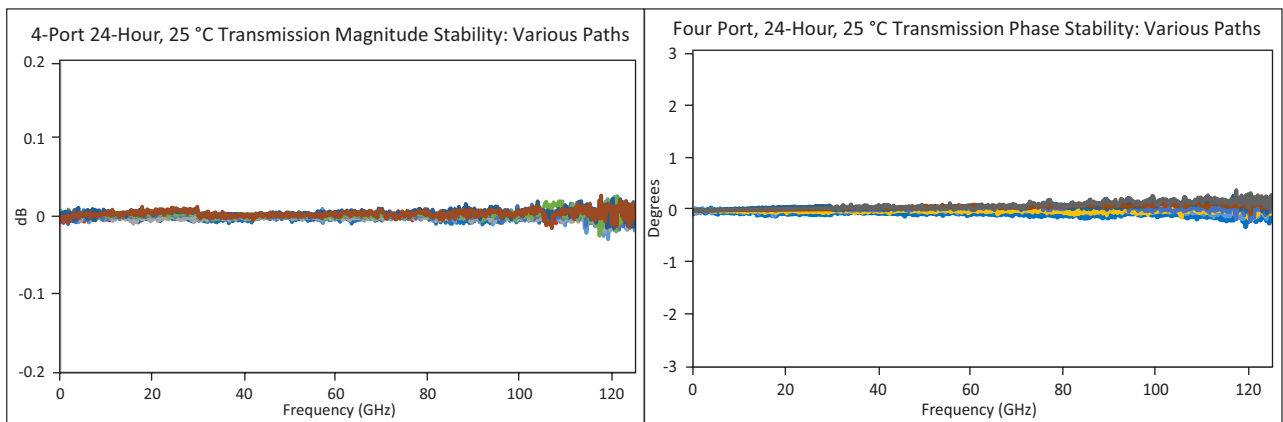 4-Port 24-Hour, 25 °C Transmission Magnitude Stability: Various Paths
0.2
0.1
0
-0.1
-0.2
dB
0 20 40 60 80 100 120
Frequency (GHz)
Four Port, 24-Hour, 25 °C Transmission Phase Stability: Various Paths
3
2
1
0
-1
-2
-3
Degrees
0 20 40 60 80 100 120
Frequency (GHz)